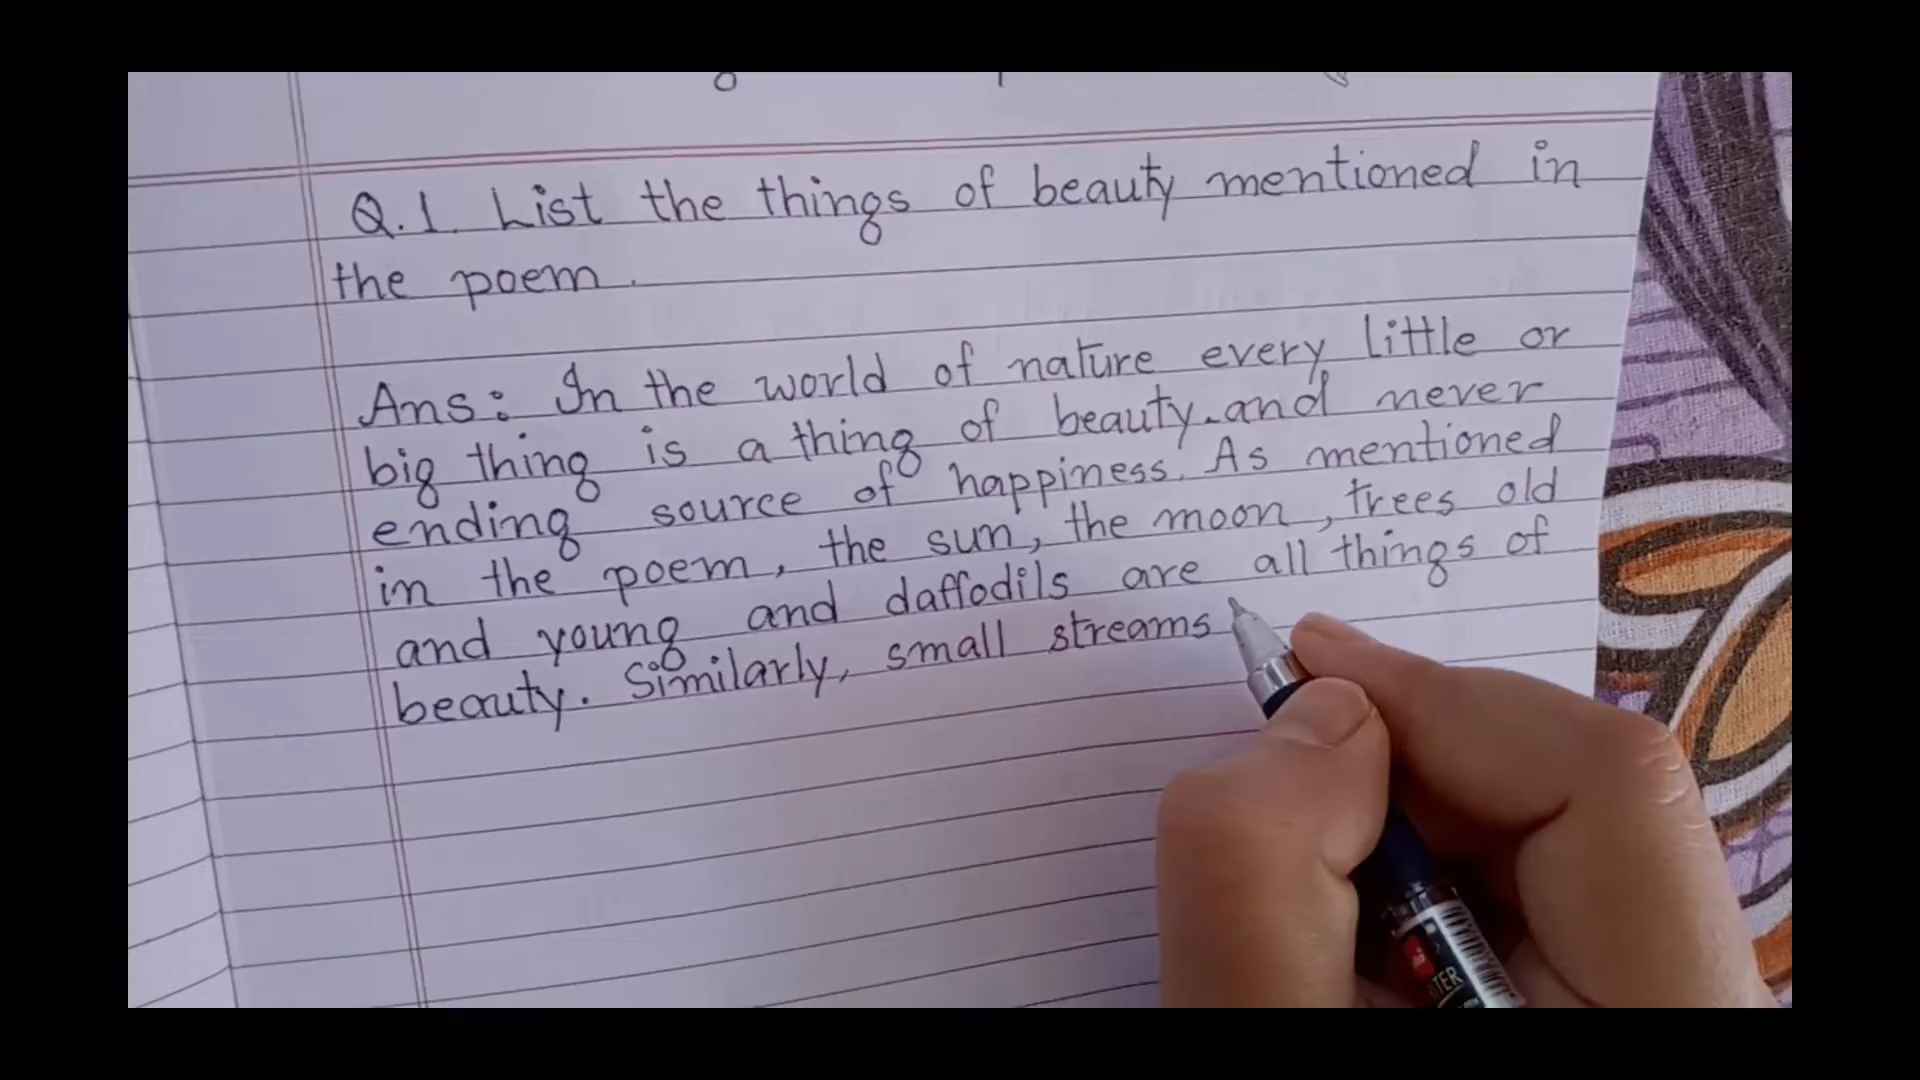 Q.1. List the things of beauty mentioned in
the poem.
Ans: In the world of nature every little or
big thing is a thing of beauty and never
ending source of happiness. As mentioned
in the poem, the sun, the moon, trees old
and young and daffodils are all things of
beauty. Similarly, small streams